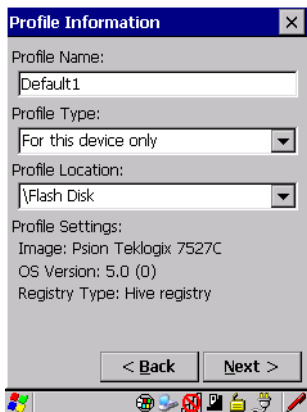 Profile Information
Profile Name:
Default1
Profile Type:
For this device only
Profile Location:
\Flash Disk
Profile Settings:
Image: Psion Teklogix 7527C
OS Version: 5.0 (0)
Registry Type: Hive registry
< Back
Next >